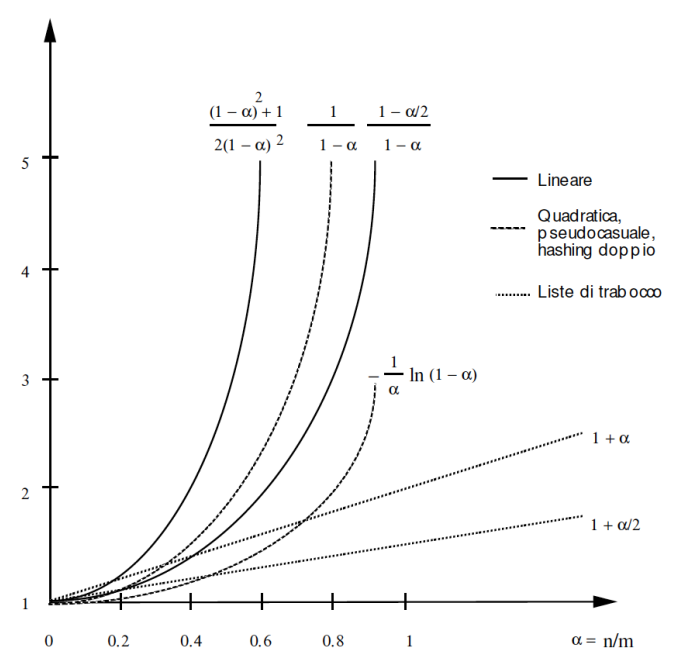 (1 − α)² + 1
2(1 − α)²
1
1 − α
1 − α/2
1 − α
5
4
3
2
1
Lineare
Quadratica,
pseudocasuale,
hashing doppio
Liste di trabocco
− 1/α ln (1 − α)
1 + α
1 + α/2
0 0.2 0.4 0.6 0.8 1 α = n/m